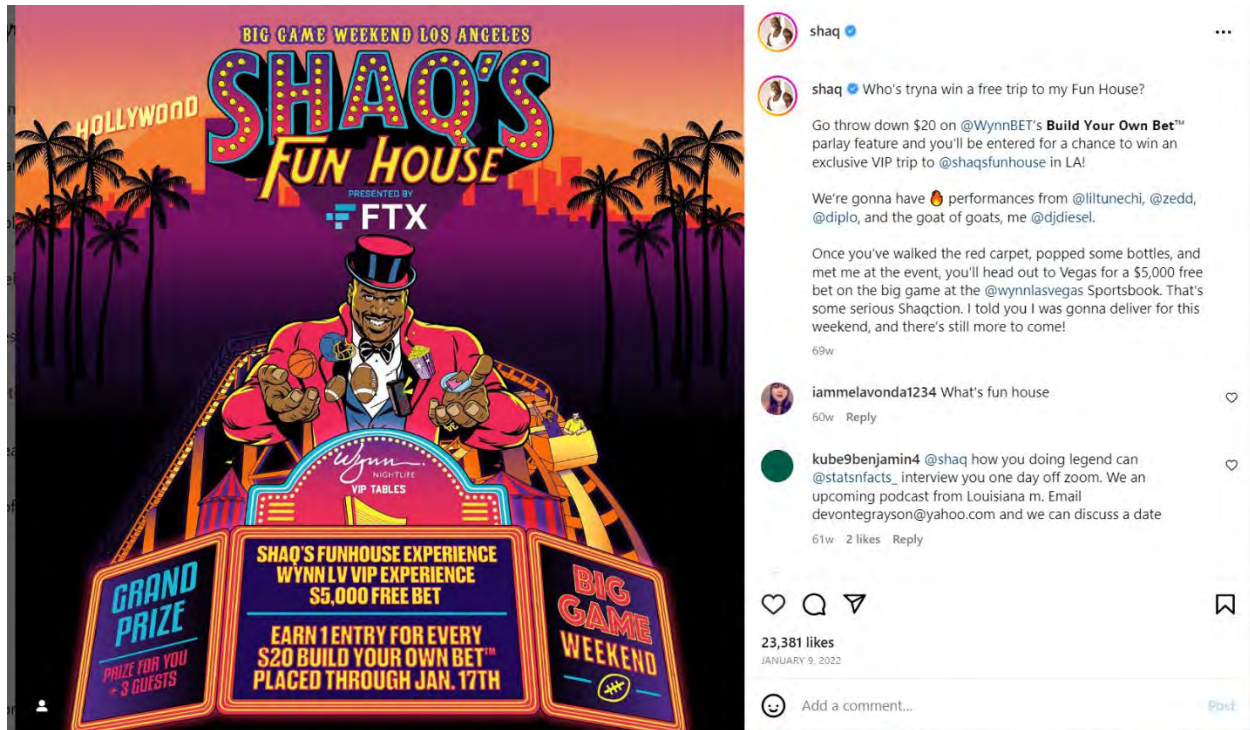 BIG GAME WEEKEND LOS ANGELES
SHAQ'S
FUN HOUSE
HOLLYWOOD
PRESENTED BY
FTX
Wynn
NIGHTLIFE
VIP TABLES
GRAND
PRIZE
PRIZE FOR YOU
+ 3 GUESTS
SHAQ'S FUNHOUSE EXPERIENCE
WYNN LV VIP EXPERIENCE
$5,000 FREE BET
EARN 1 ENTRY FOR EVERY
$20 BUILD YOUR OWN BET™
PLACED THROUGH JAN. 17TH
BIG
GAME
WEEKEND
shaq
shaq Who's tryna win a free trip to my Fun House?
Go throw down $20 on @WynnBET's Build Your Own Bet™
parlay feature and you'll be entered for a chance to win an
exclusive VIP trip to @shaqsfunhouse in LA!
We're gonna have 🔥 performances from @liltunechi, @zedd,
@diplo, and the goat of goats, me @djdiesel.
Once you've walked the red carpet, popped some bottles, and
met me at the event, you'll head out to Vegas for a $5,000 free
bet on the big game at the @wynnlasvegas Sportsbook. That's
some serious Shaqction. I told you I was gonna deliver for this
weekend, and there's still more to come!
69w
iammelavonda1234 What's fun house
60w Reply
kube9benjamin4 @shaq how you doing legend can
@statsnfacts_ interview you one day off zoom. We an
upcoming podcast from Louisiana m. Email
devontegrayson@yahoo.com and we can discuss a date
61w 2 likes Reply
23,381 likes
JANUARY 9, 2022
Add a comment...
Post